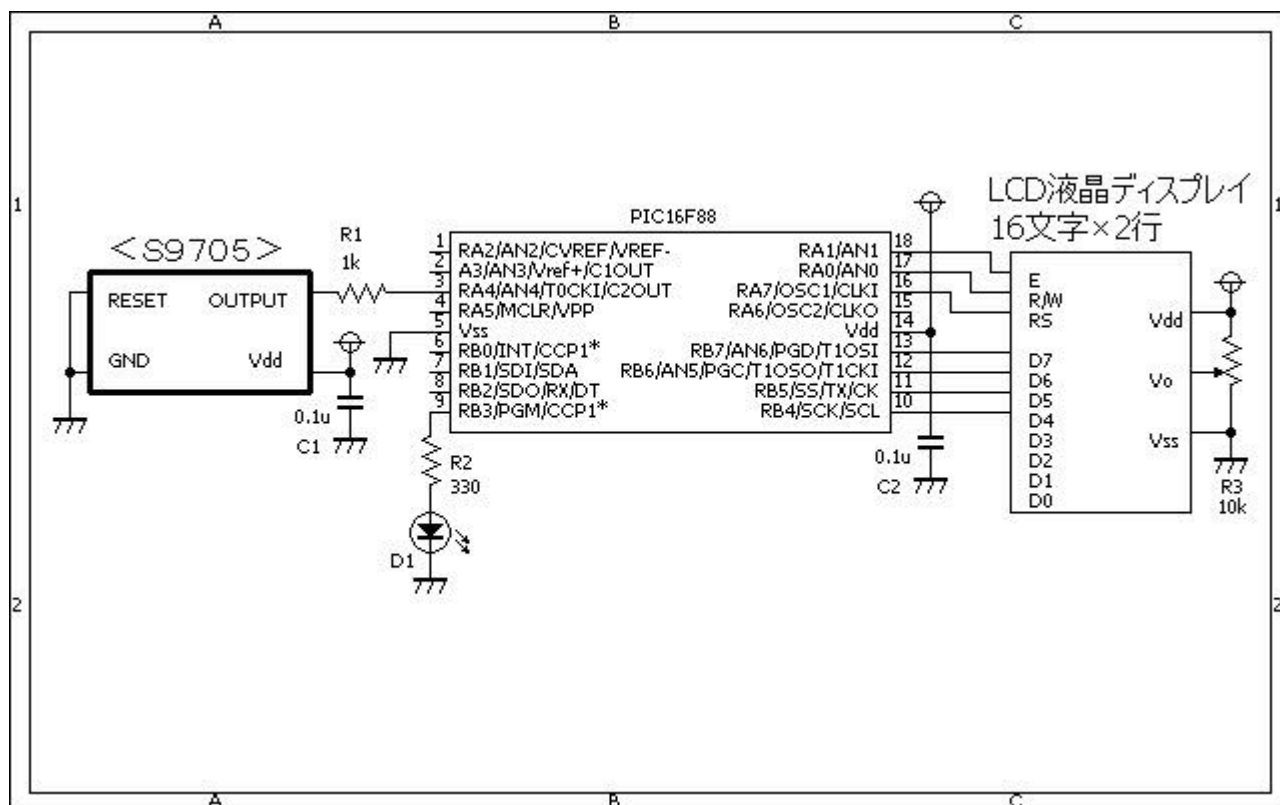 A
B
C
1
1
2
2
A
B
C
<S9705>
RESET
OUTPUT
GND
Vdd
R1
1k
0.1u
C1
PIC16F88
1
RA2/AN2/CVREF/VREF-
2
A3/AN3/Vref+/C1OUT
3
RA4/AN4/T0CKI/C2OUT
4
RA5/MCLR/VPP
5
Vss
6
RB0/INT/CCP1*
7
RB1/SDI/SDA
8
RB2/SDO/RX/DT
9
RB3/PGM/CCP1*
18
RA1/AN1
17
RA0/AN0
16
RA7/OSC1/CLKI
15
RA6/OSC2/CLKO
14
Vdd
13
RB7/AN6/PGD/T1OSI
12
RB6/AN5/PGC/T1OSO/T1CKI
11
RB5/SS/TX/CK
10
RB4/SCK/SCL
R2
330
D1
0.1u
C2
LCD液晶ディスプレイ
16文字×2行
E
R/W
RS
D7
D6
D5
D4
D3
D2
D1
D0
Vdd
Vo
Vss
R3
10k